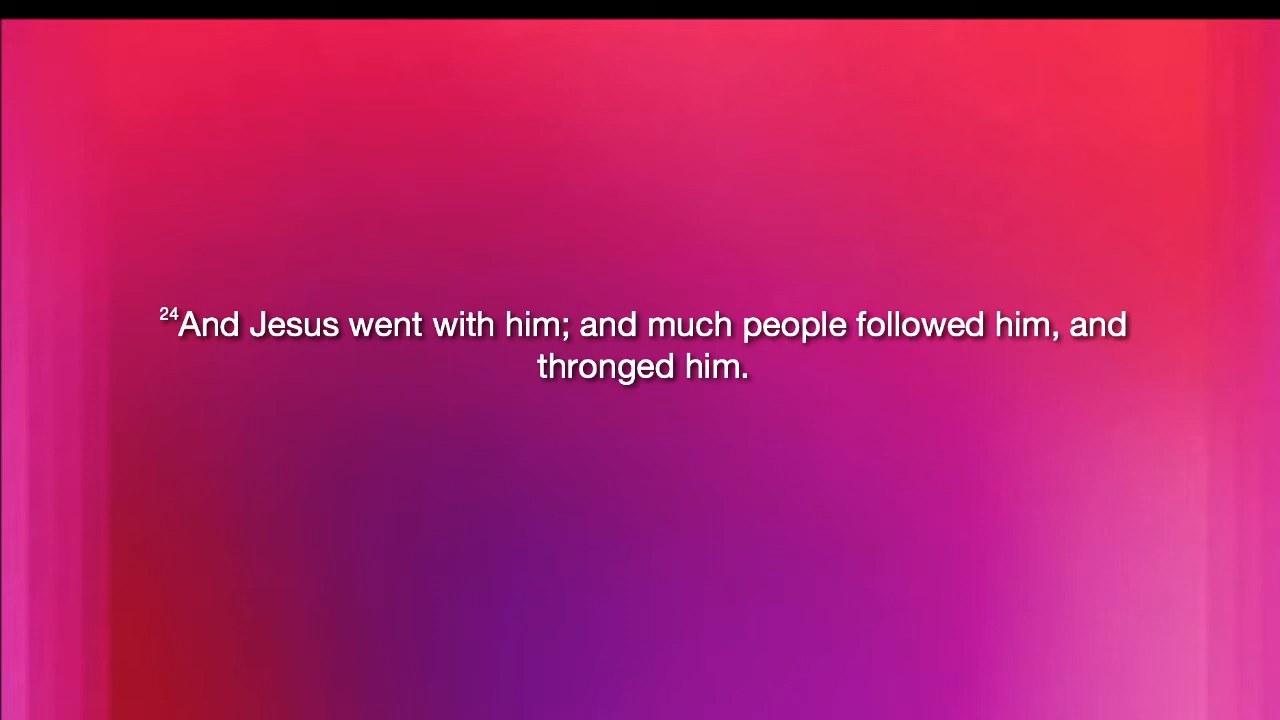 24And Jesus went with him; and much people followed him, and
thronged him.